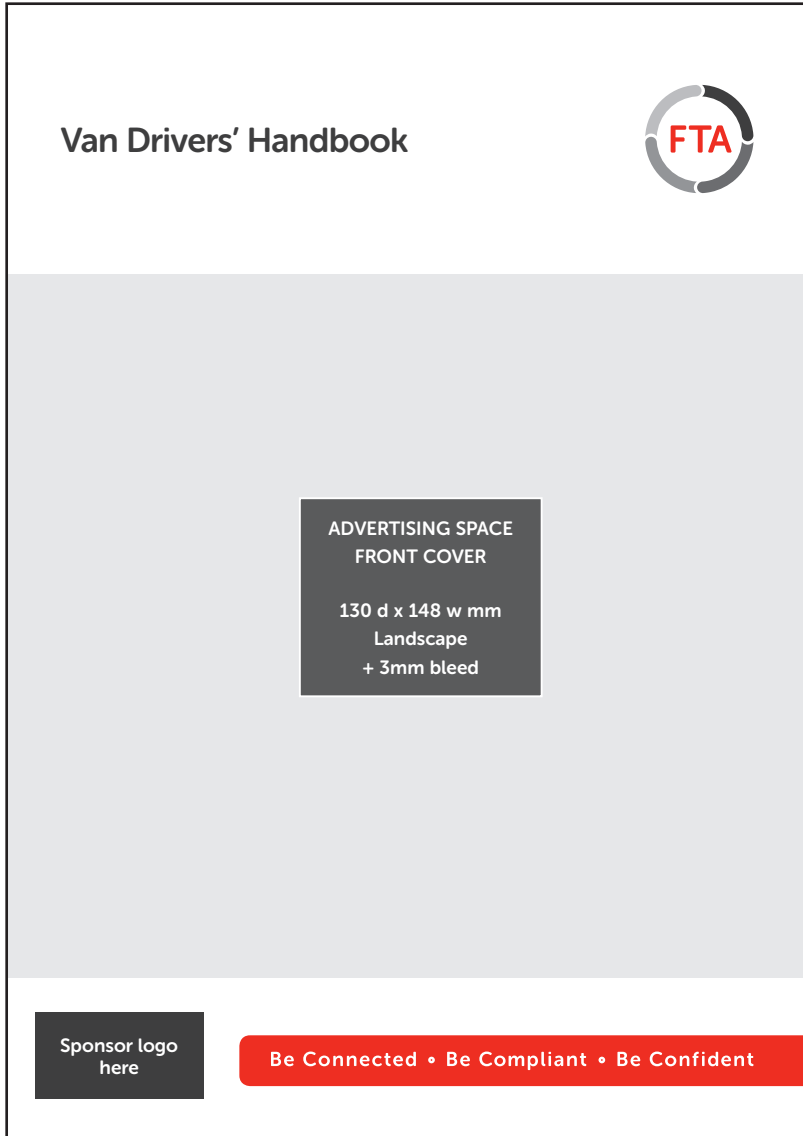 Van Drivers’ Handbook
FTA
ADVERTISING SPACE
FRONT COVER
130 d x 148 w mm
Landscape
+ 3mm bleed
Sponsor logo
here
Be Connected • Be Compliant • Be Confident